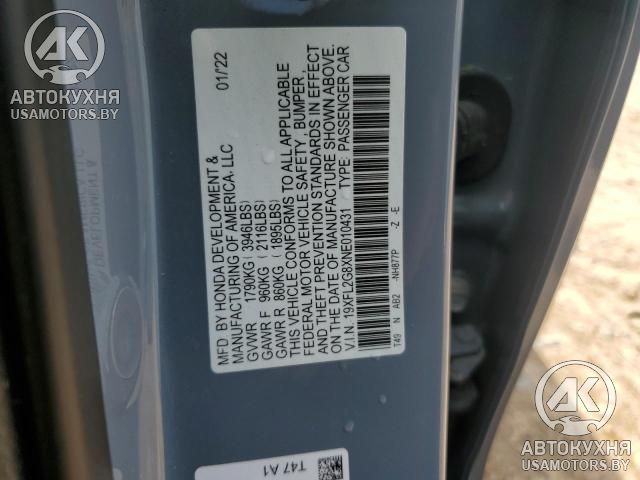 MFD BY HONDA DEVELOPMENT &
MANUFACTURING OF AMERICA, LLC 01/22
GVWR 1790KG ( 3946LBS)
GAWR F 960KG ( 2116LBS)
GAWR R 860KG ( 1895LBS)
THIS VEHICLE CONFORMS TO ALL APPLICABLE
FEDERAL MOTOR VEHICLE SAFETY , BUMPER ,
AND THEFT PREVENTION STANDARDS IN EFFECT
ON THE DATE OF MANUFACTURE SHOWN ABOVE.
V.I.N. 19XFL2G8XNE010431 TYPE: PASSENGER CAR
T49 N AB2 -NH877P -Z -E
T47 A1
AK
АВТОКУХНЯ
USAMOTORS.BY
AK
АВТОКУХНЯ
USAMOTORS.BY